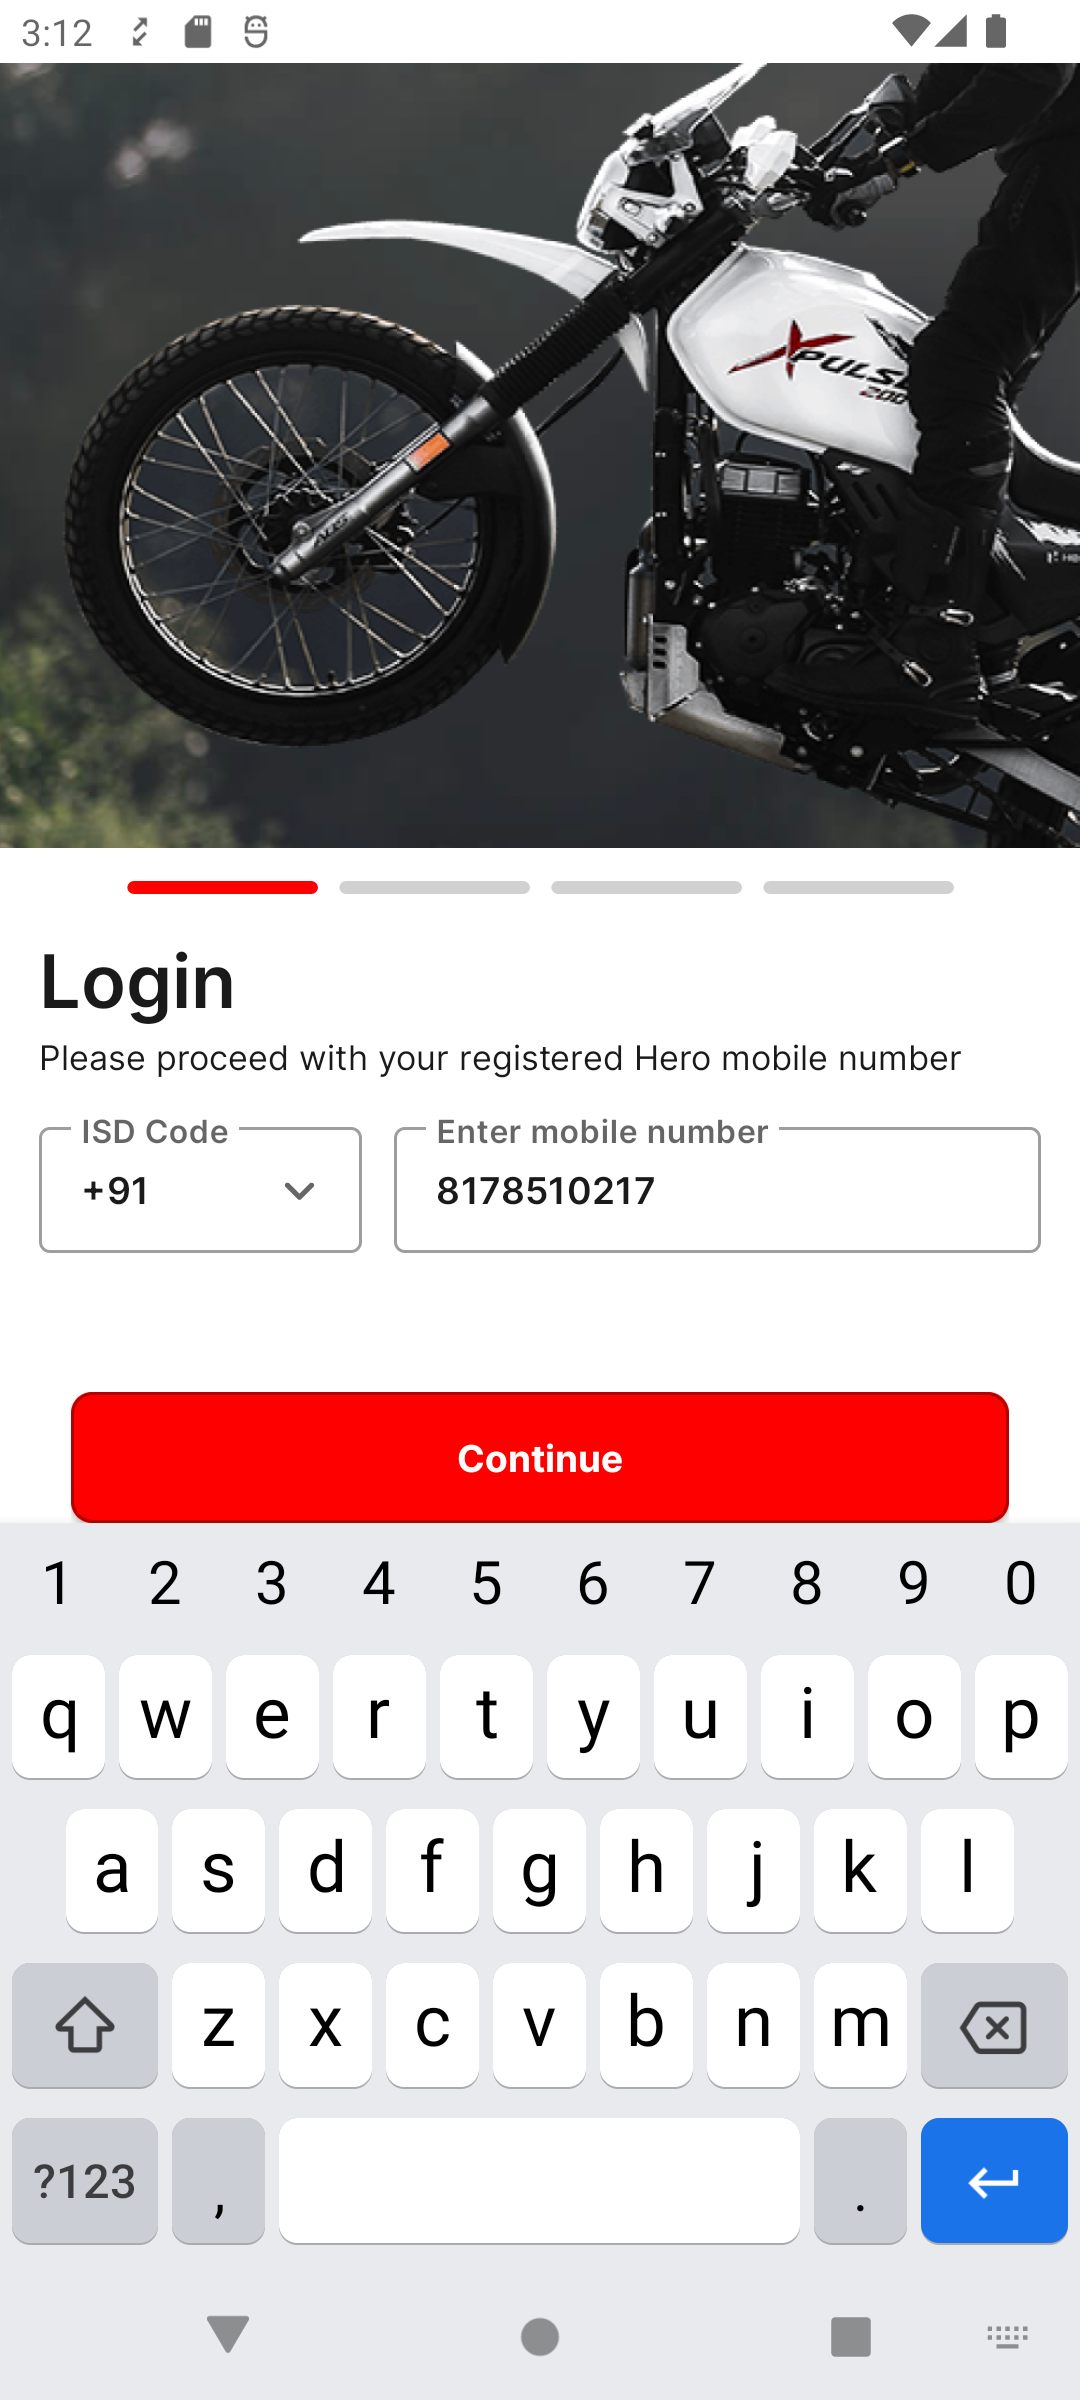 3:12
XPULSE
200
Login
Please proceed with your registered Hero mobile number
ISD Code
Enter mobile number
+91
8178510217
Continue
1 2 3 4 5 6 7 8 9 0
q w e r t y u i o p
a s d f g h j k l
z x c v b n m
?123 , .